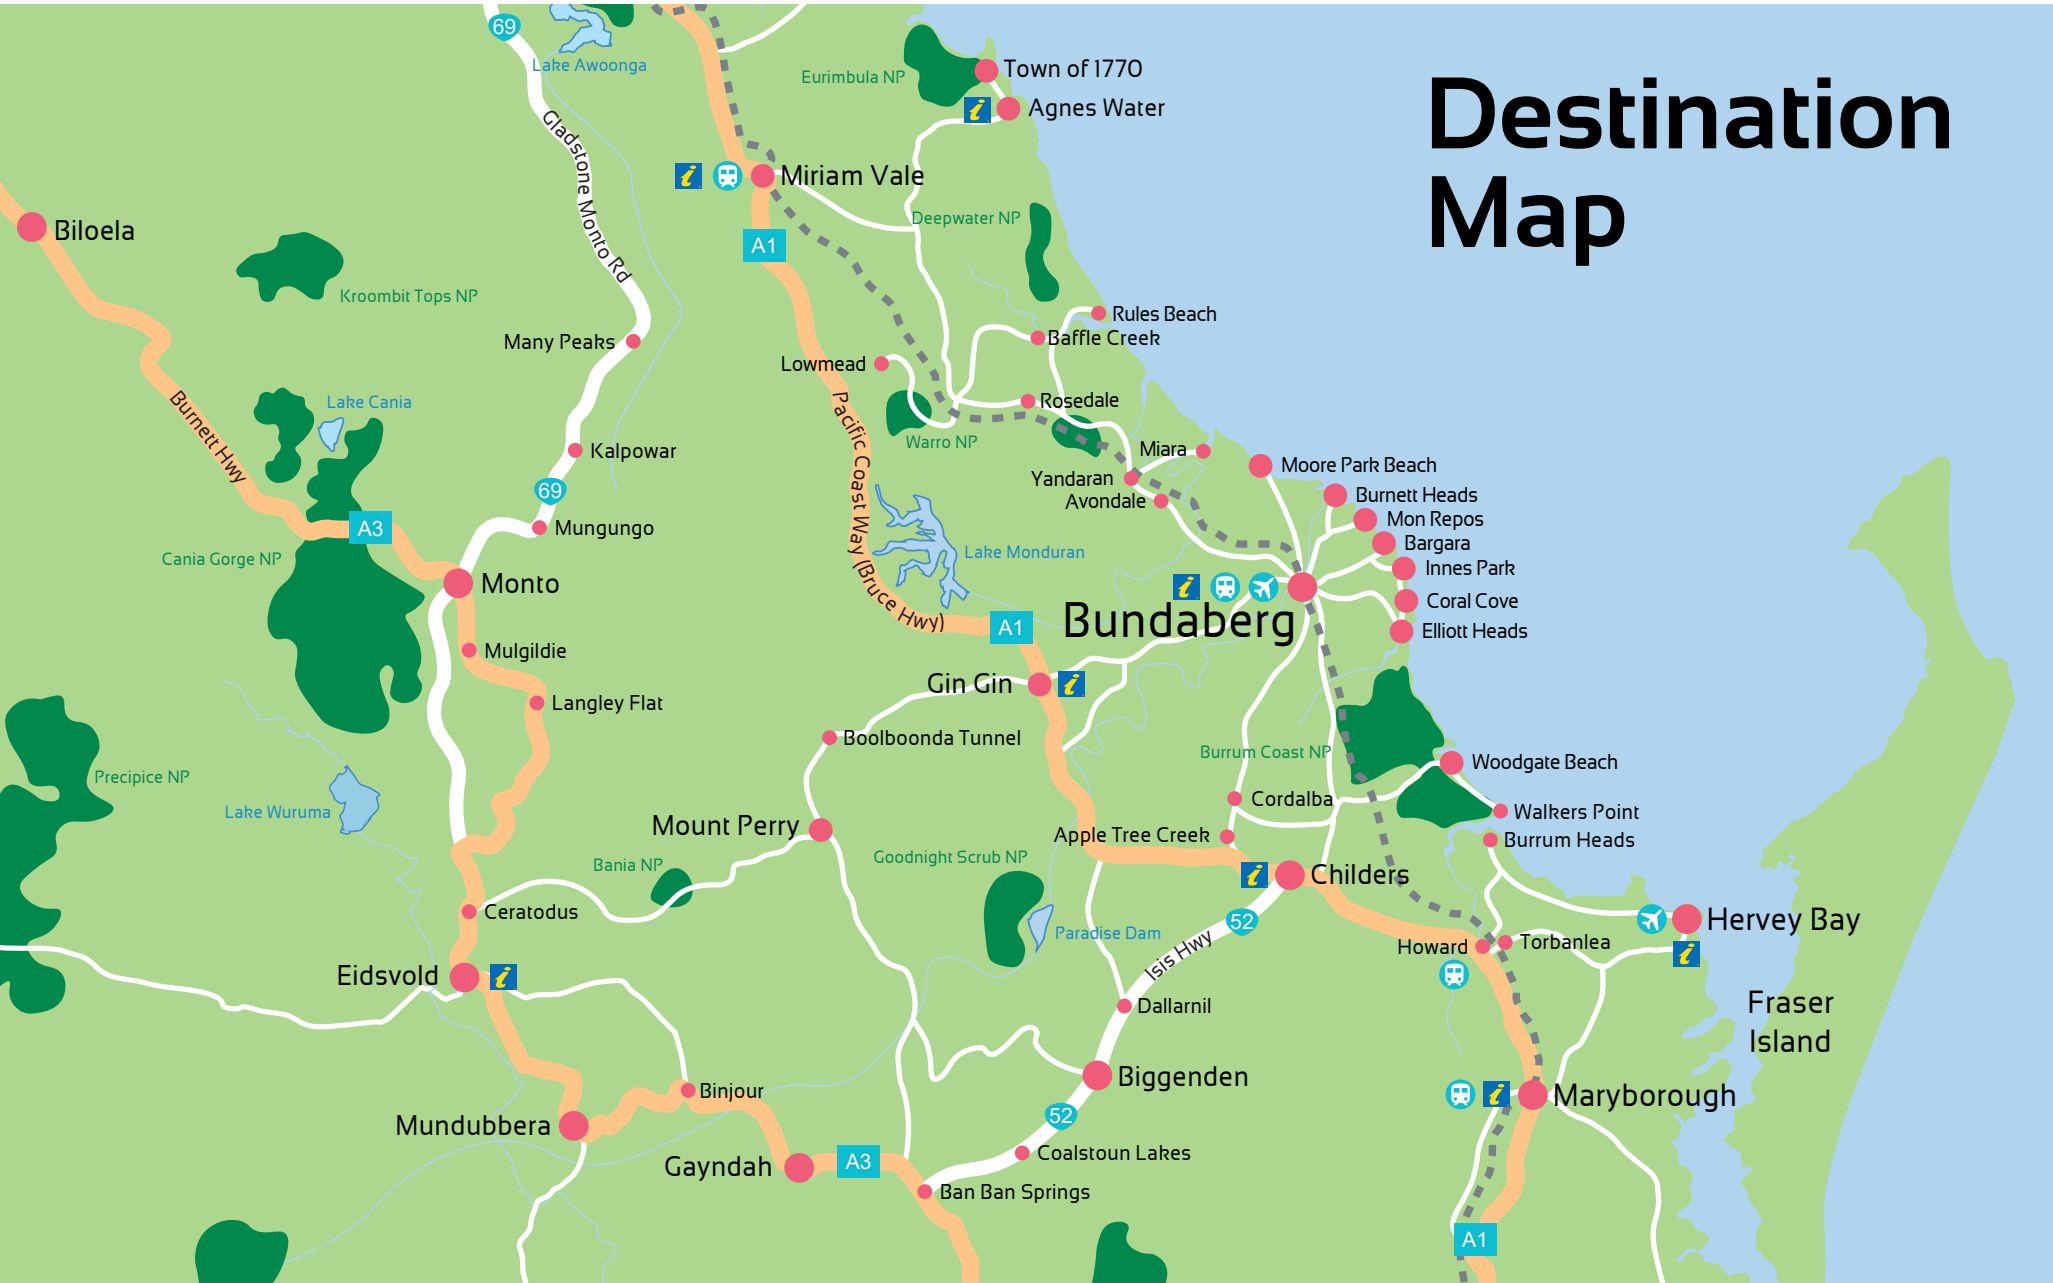 Destination
Map
69
Lake Awoonga
Eurimbula NP
Town of 1770
Agnes Water
Gladstone Monto Rd
Miriam Vale
Biloela
Deepwater NP
A1
Kroombit Tops NP
Rules Beach
Baffle Creek
Many Peaks
Lowmead
Rosedale
Lake Cania
Burnett Hwy
Pacific Coast Way (Bruce Hwy)
Warro NP
Miara
Kalpowar
Moore Park Beach
Yandaran
Avondale
69
Burnett Heads
Mon Repos
A3
Mungungo
Bargara
Lake Monduran
Cania Gorge NP
Innes Park
Monto
Coral Cove
Bundaberg
A1
Elliott Heads
Mulgildie
Gin Gin
Langley Flat
Boolboonda Tunnel
Burrum Coast NP
Woodgate Beach
Precipice NP
Cordalba
Lake Wuruma
Walkers Point
Mount Perry
Apple Tree Creek
Burrum Heads
Bania NP
Goodnight Scrub NP
Childers
Ceratodus
52
Hervey Bay
Paradise Dam
Isis Hwy
Howard
Torbanlea
Eidsvold
Dallarnil
Fraser
Island
Biggenden
Binjour
Maryborough
52
Mundubbera
Coalstoun Lakes
Gayndah
A3
Ban Ban Springs
A1